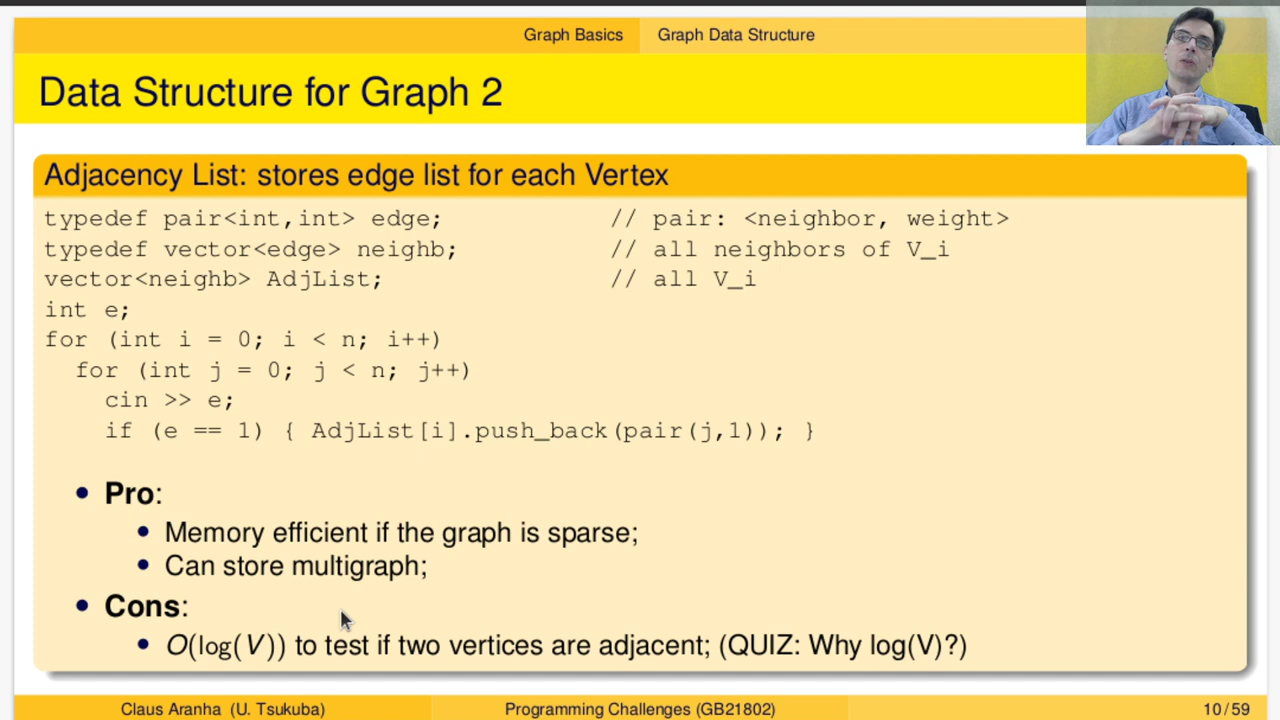 Graph Basics Graph Data Structure
Data Structure for Graph 2
Adjacency List: stores edge list for each Vertex
typedef pair<int,int> edge; // pair: <neighbor, weight>
typedef vector<edge> neighb; // all neighbors of V_i
vector<neighb> AdjList; // all V_i
int e;
for (int i = 0; i < n; i++)
for (int j = 0; j < n; j++)
cin >> e;
if (e == 1) { AdjList[i].push_back(pair(j,1)); }
• Pro:
• Memory efficient if the graph is sparse;
• Can store multigraph;
• Cons:
• O(log(V)) to test if two vertices are adjacent; (QUIZ: Why log(V)?)
Claus Aranha (U. Tsukuba) Programming Challenges (GB21802) 10/59